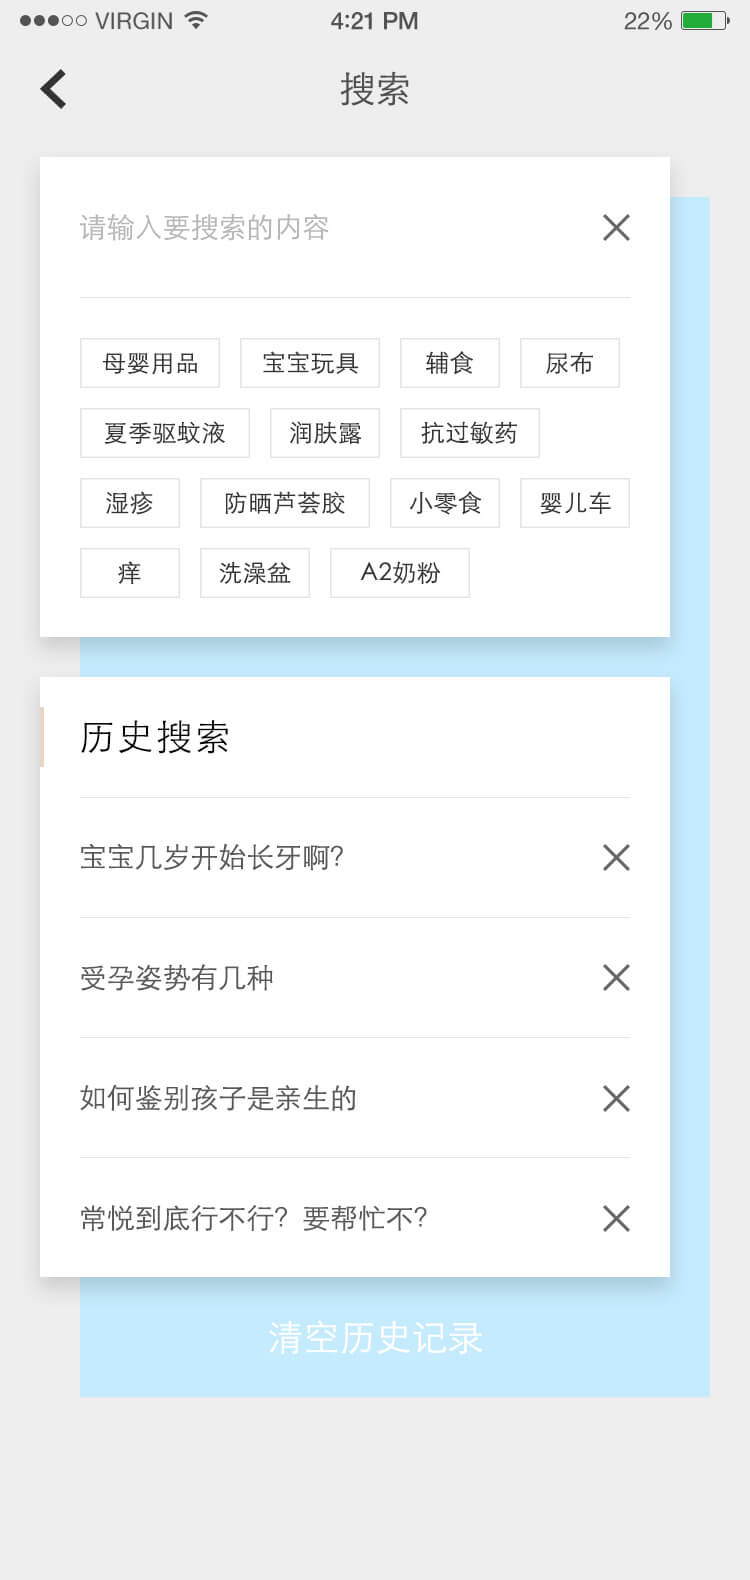 VIRGIN 4:21 PM 22%
搜索
请输入要搜索的内容
母婴用品 宝宝玩具 辅食 尿布
夏季驱蚊液 润肤露 抗过敏药
湿疹 防晒芦荟胶 小零食 婴儿车
痒 洗澡盆 A2奶粉
历史搜索
宝宝几岁开始长牙啊?
受孕姿势有几种
如何鉴别孩子是亲生的
常悦到底行不行？要帮忙不?
清空历史记录